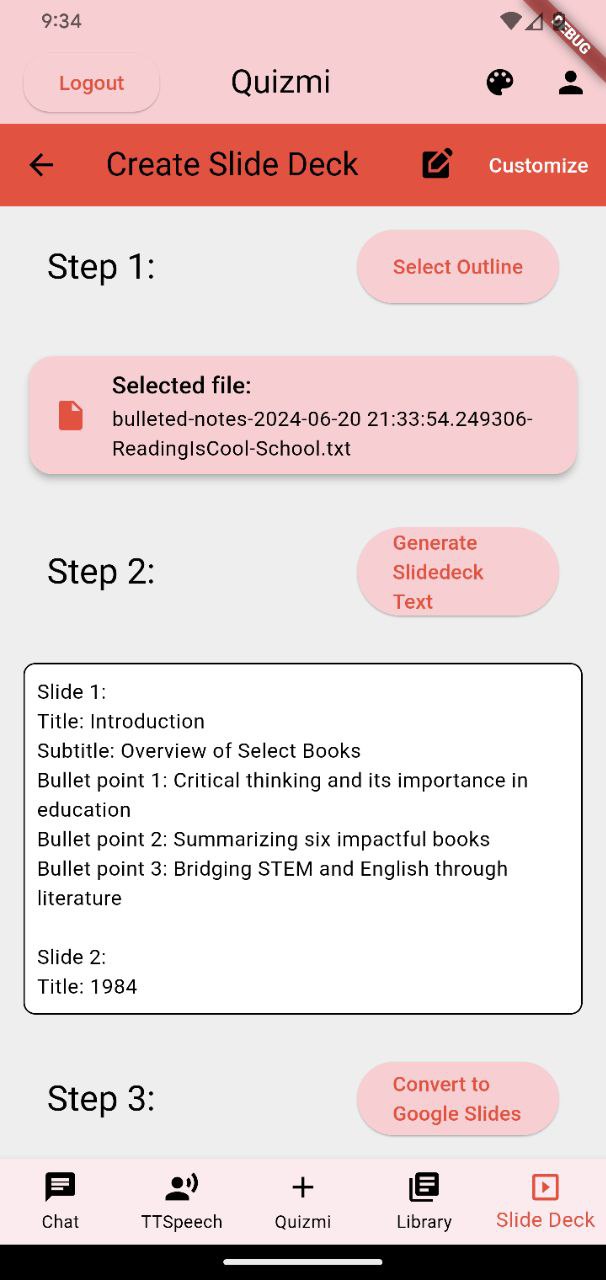 9:34
DEBUG
Logout
Quizmi
Create Slide Deck
Customize
Step 1:
Select Outline
Selected file:
bulleted-notes-2024-06-20 21:33:54.249306-
ReadingIsCool-School.txt
Step 2:
Generate
Slidedeck
Text
Slide 1:
Title: Introduction
Subtitle: Overview of Select Books
Bullet point 1: Critical thinking and its importance in
education
Bullet point 2: Summarizing six impactful books
Bullet point 3: Bridging STEM and English through
literature
Slide 2:
Title: 1984
Step 3:
Convert to
Google Slides
Chat
TTSpeech
Quizmi
Library
Slide Deck